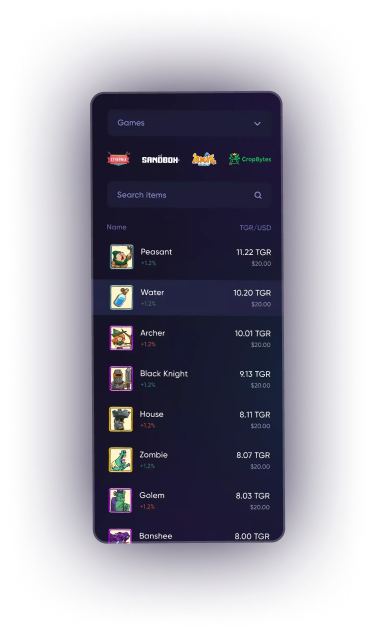 Games
SANDBOX
CropBytes
Search items
Name TGR/USD
Peasant 11.22 TGR
+1.2% $20.00
Water 10.20 TGR
+1.2% $20.00
Archer 10.01 TGR
+1.2% $20.00
Black Knight 9.13 TGR
+1.2% $20.00
House 8.11 TGR
+1.2% $20.00
Zombie 8.07 TGR
+1.2% $20.00
Golem 8.03 TGR
+1.2% $20.00
Banshee 8.00 TGR